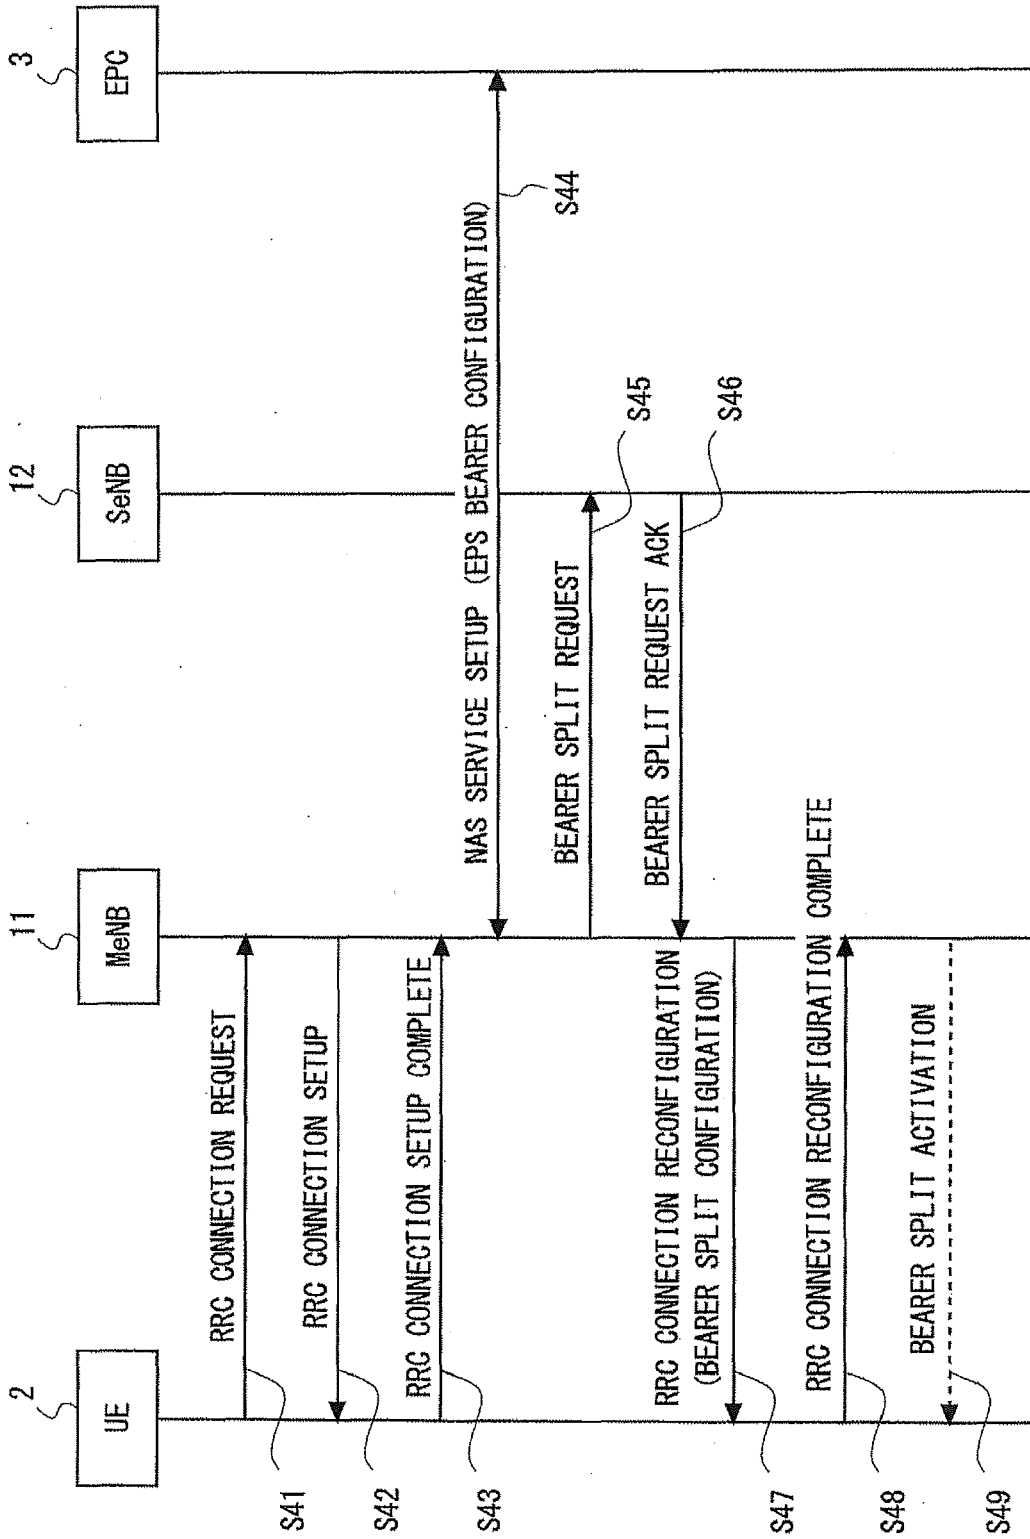 2
UE
11
MeNB
12
SeNB
3
EPC
RRC CONNECTION REQUEST
S41
RRC CONNECTION SETUP
S42
RRC CONNECTION SETUP COMPLETE
S43
NAS SERVICE SETUP (EPS BEARER CONFIGURATION)
S44
BEARER SPLIT REQUEST
S45
BEARER SPLIT REQUEST ACK
S46
RRC CONNECTION RECONFIGURATION
(BEARER SPLIT CONFIGURATION)
S47
RRC CONNECTION RECONFIGURATION COMPLETE
S48
BEARER SPLIT ACTIVATION
S49